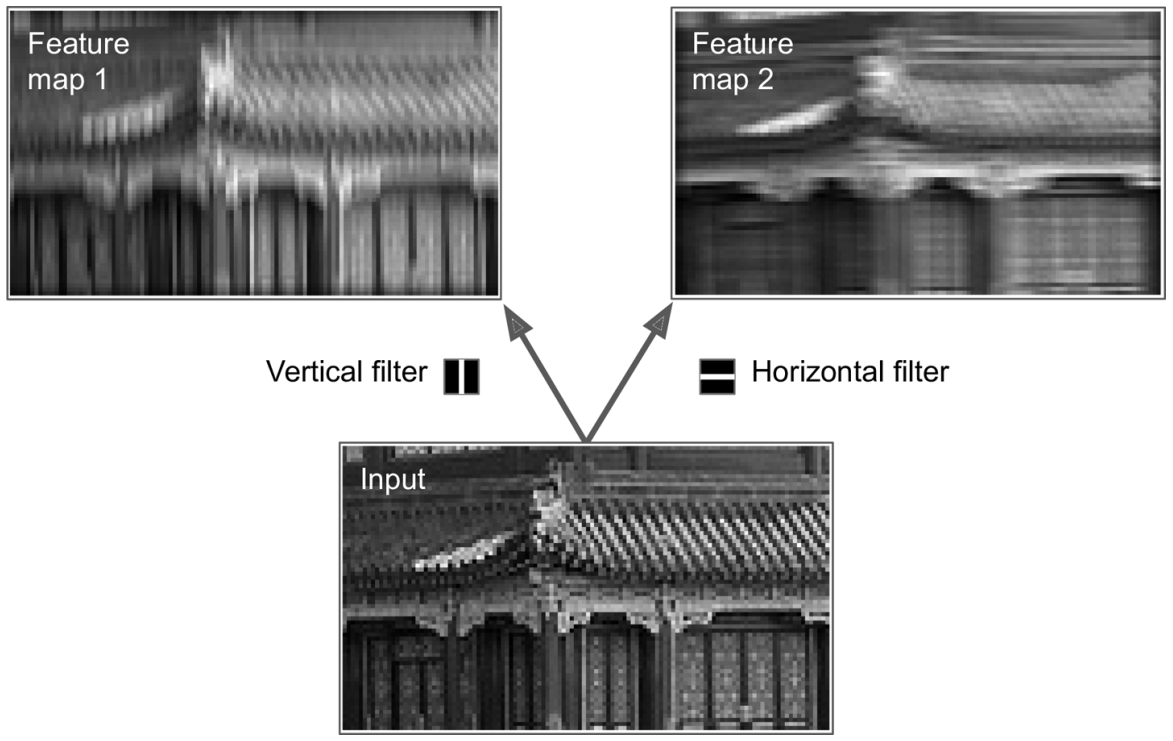 Feature
map 1
Feature
map 2
Vertical filter
Horizontal filter
Input